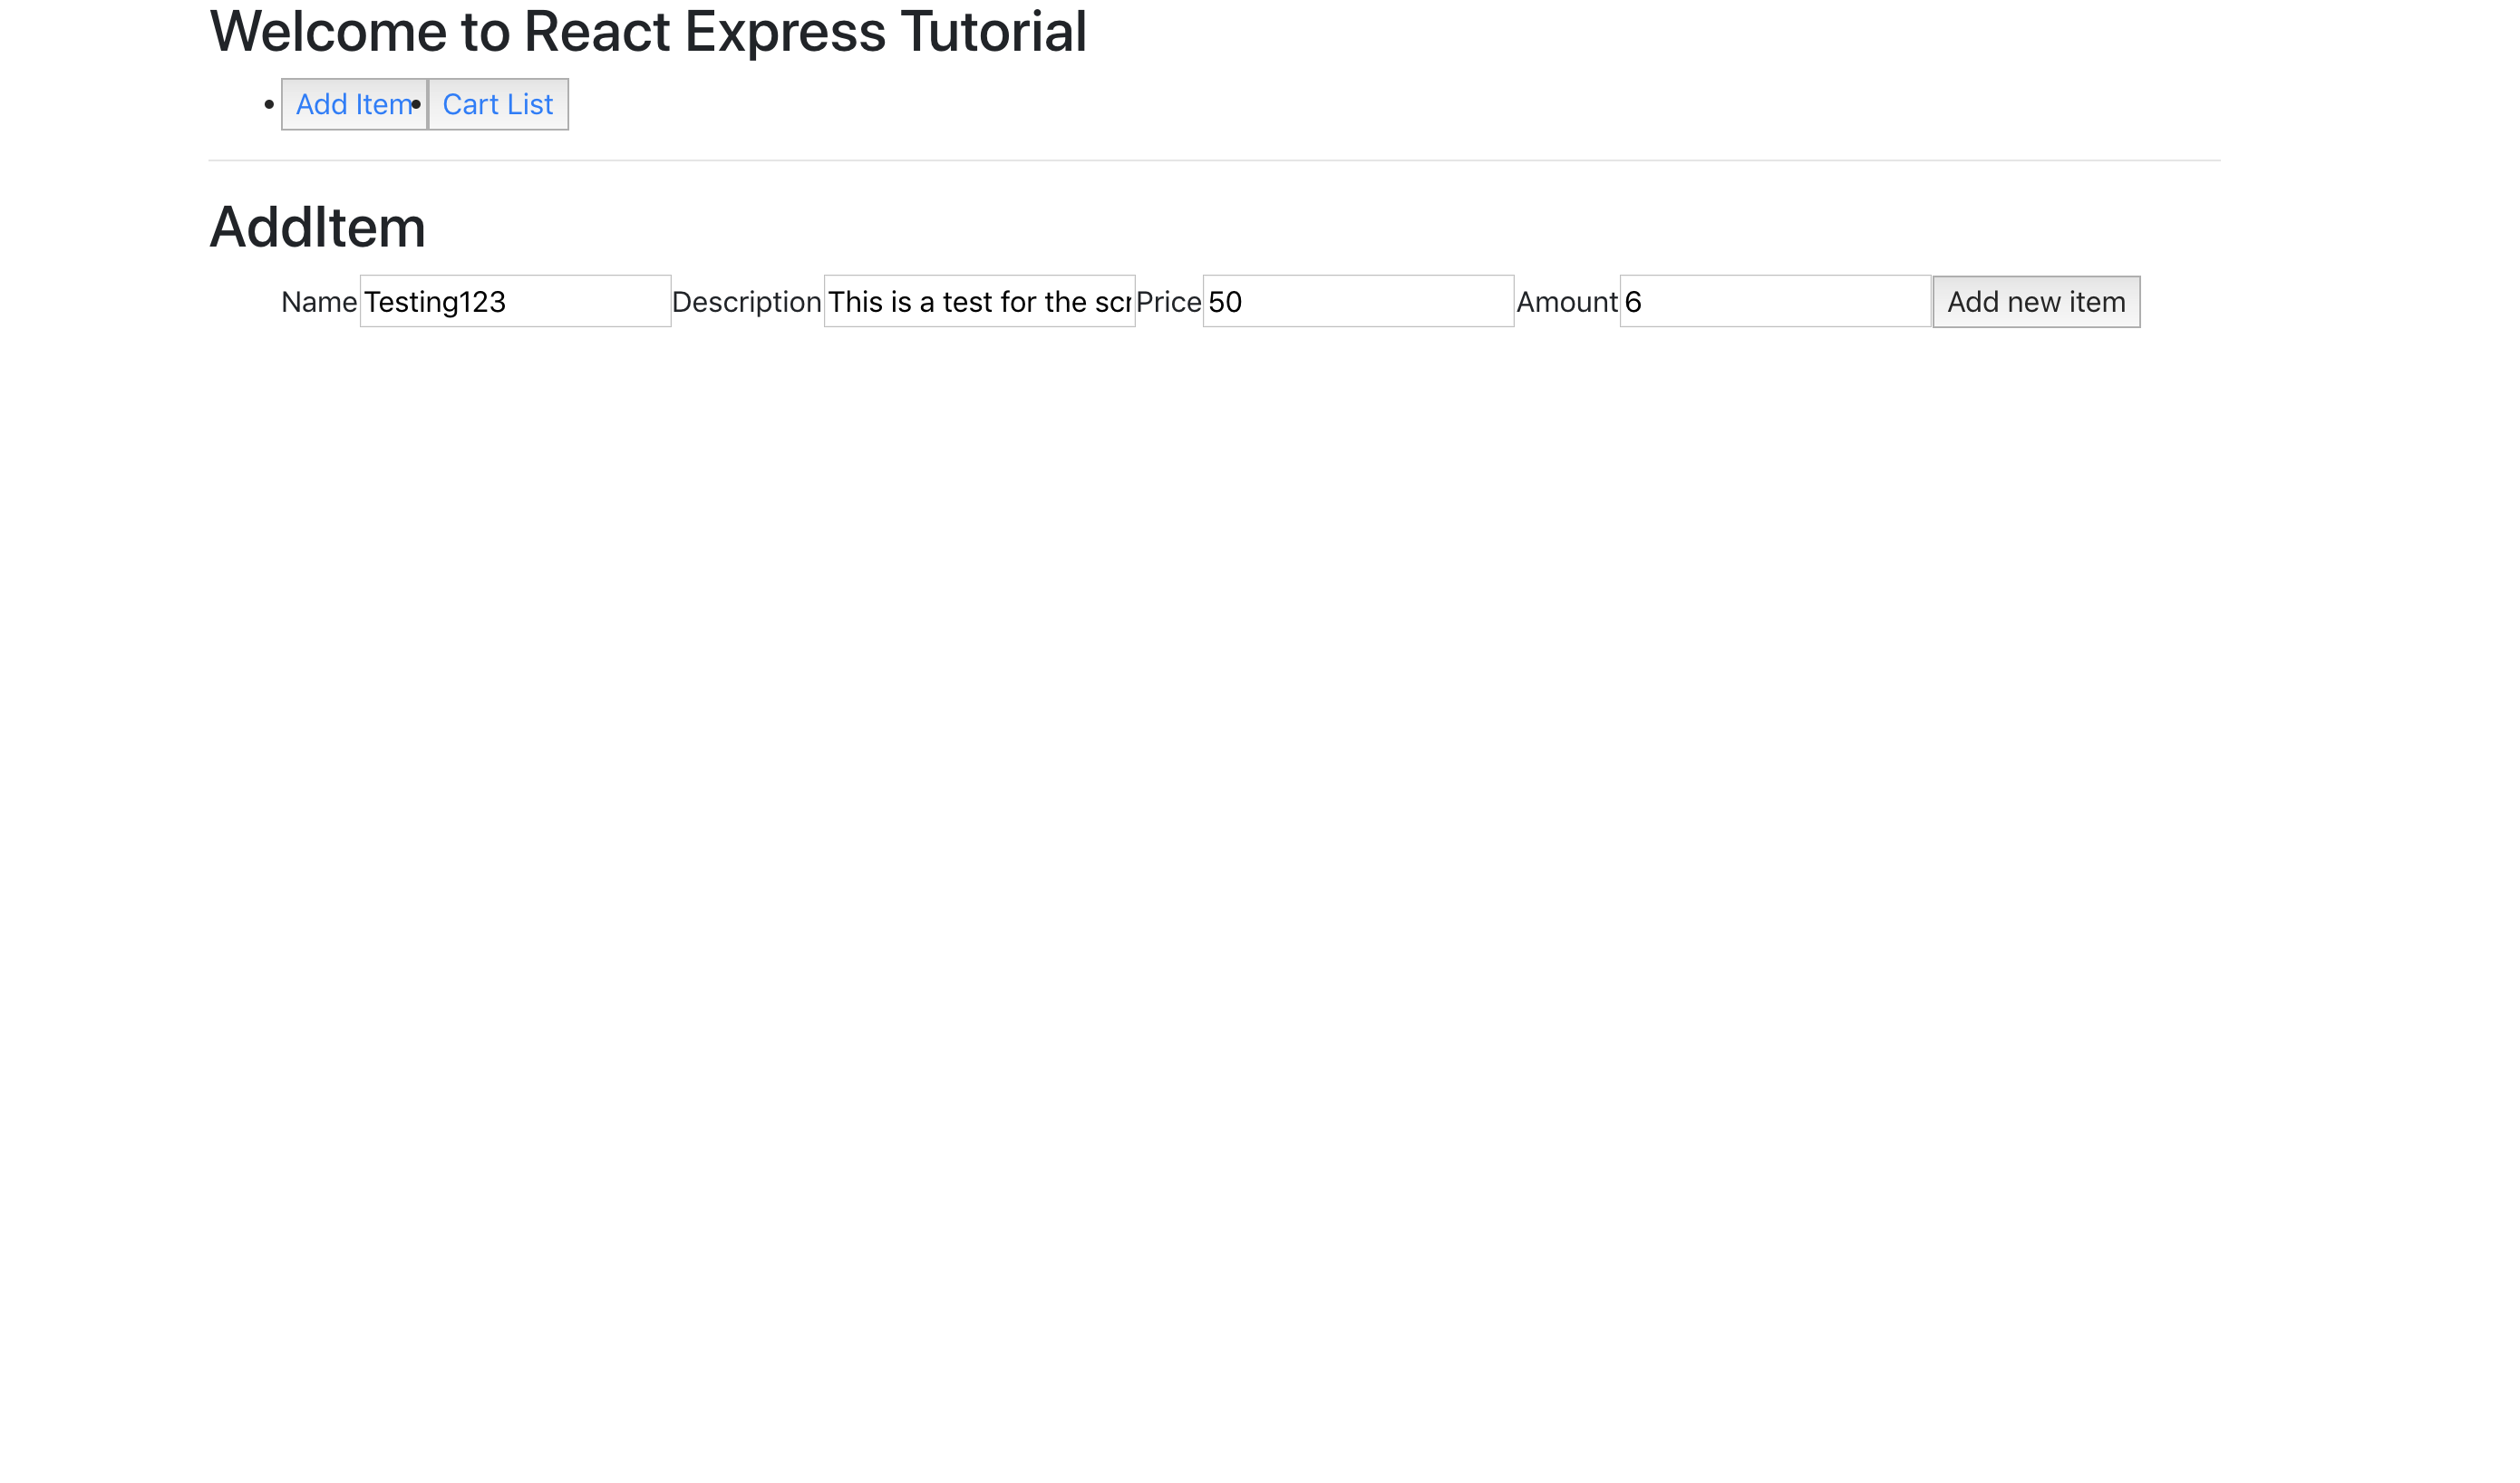 Welcome to React Express Tutorial
• Add Item • Cart List
AddItem
Name Testing123 Description This is a test for the Price 50 Amount 6 Add new item